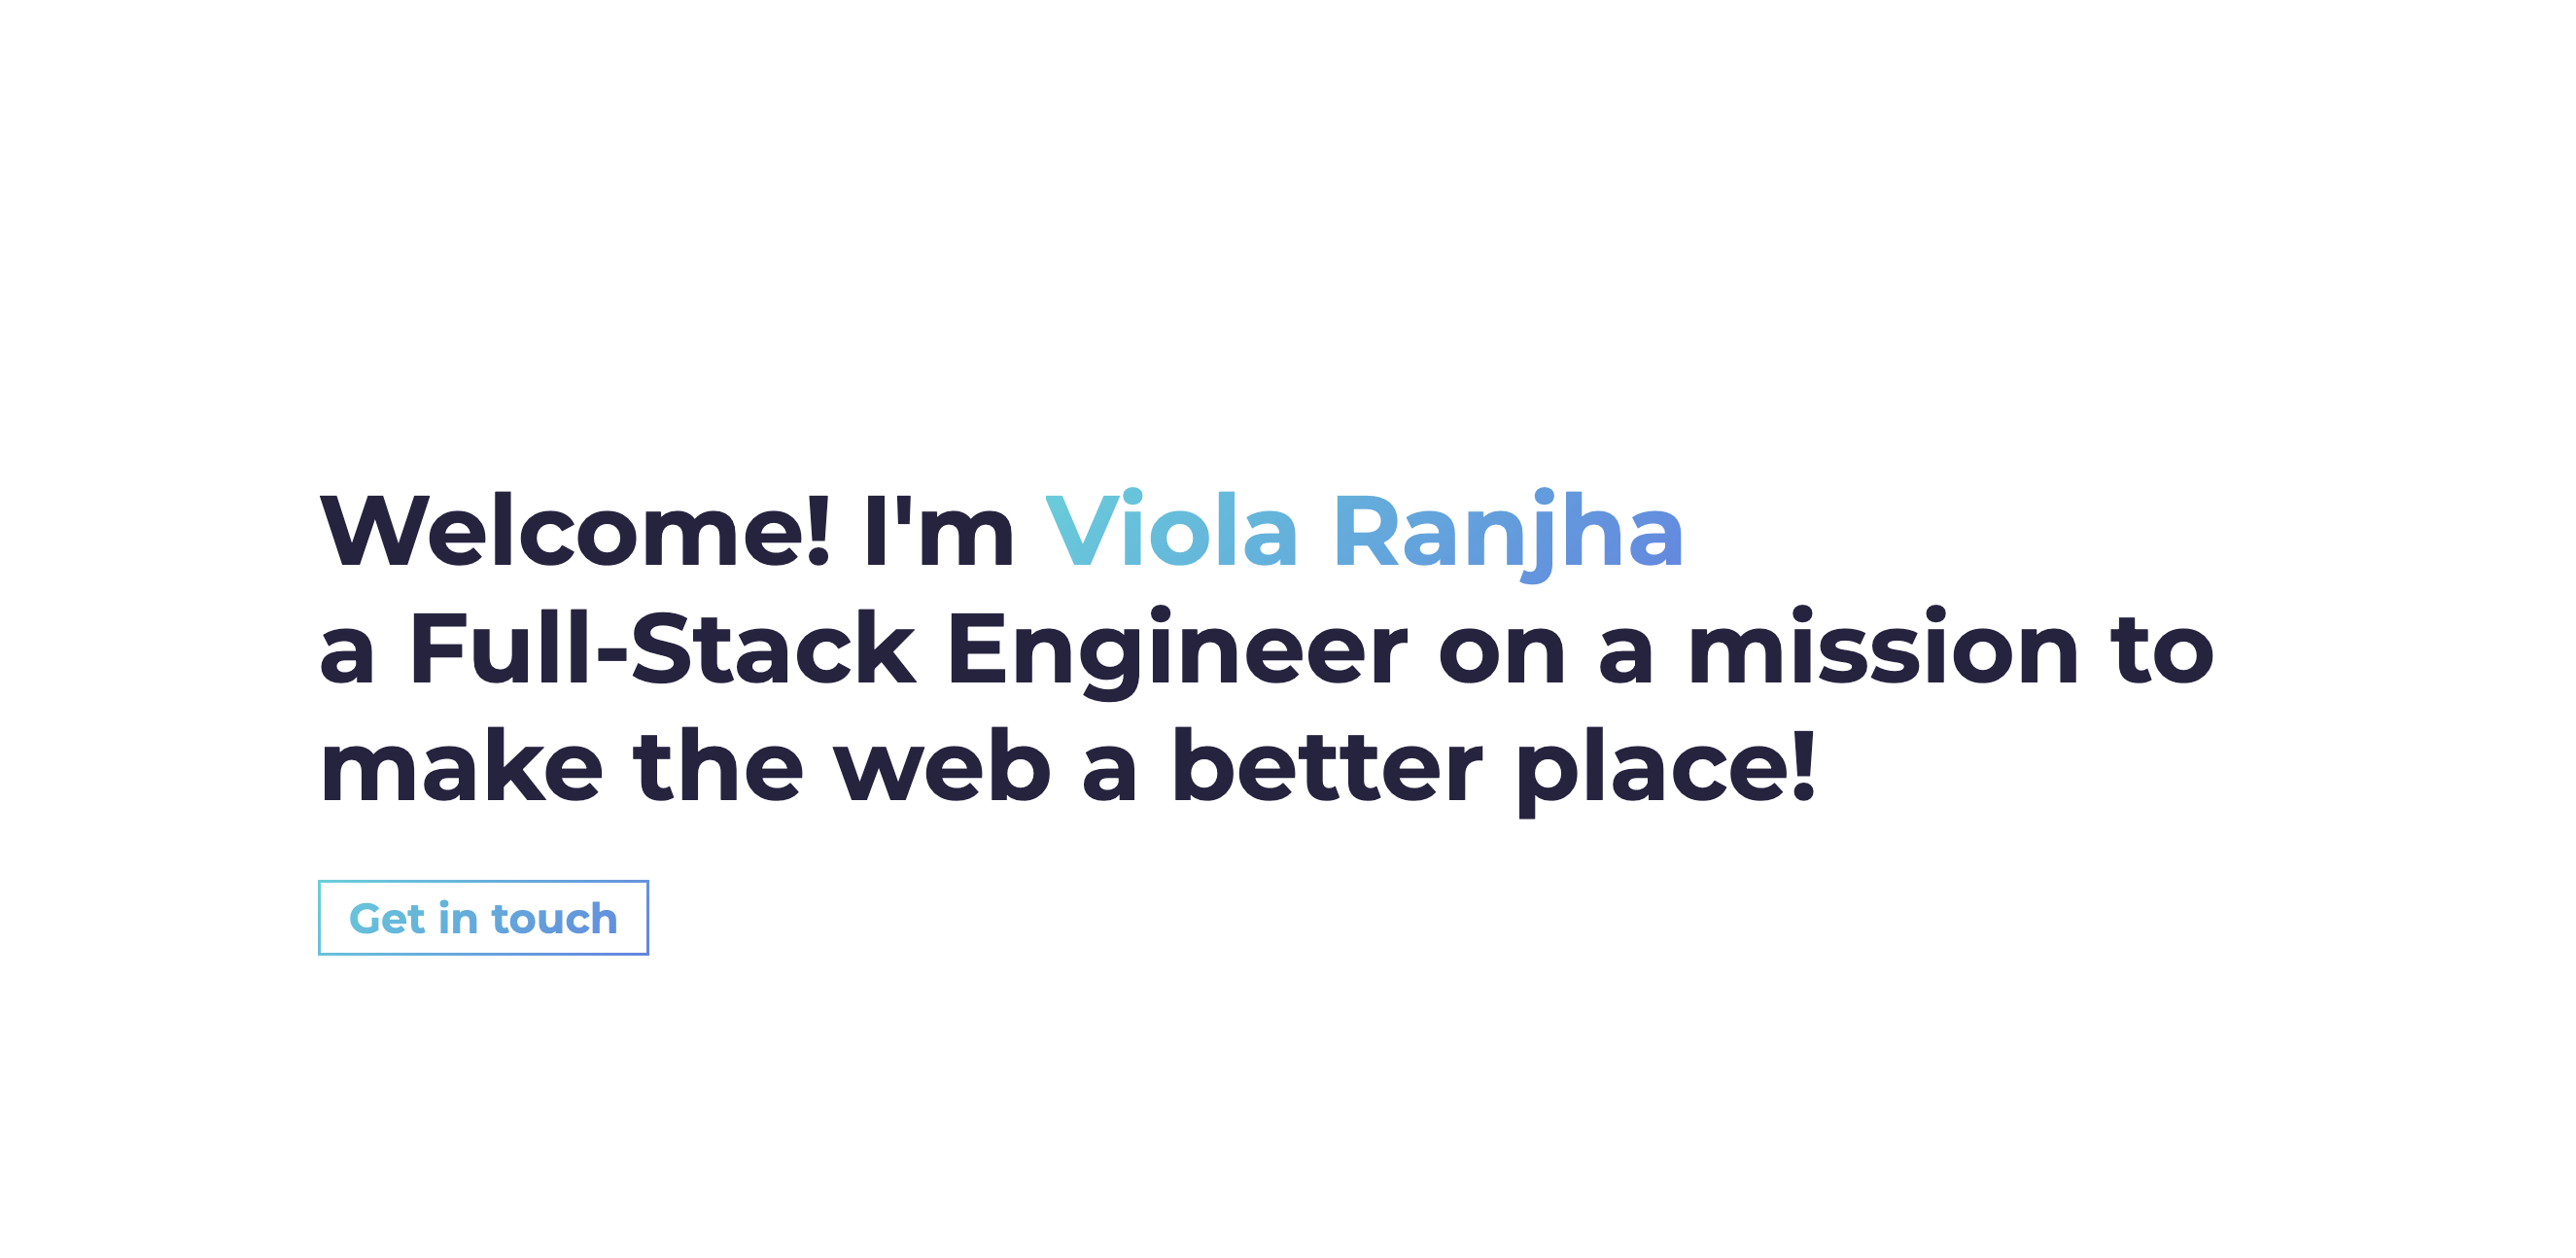 Welcome! I'm Viola Ranjha
a Full-Stack Engineer on a mission to
make the web a better place!
Get in touch